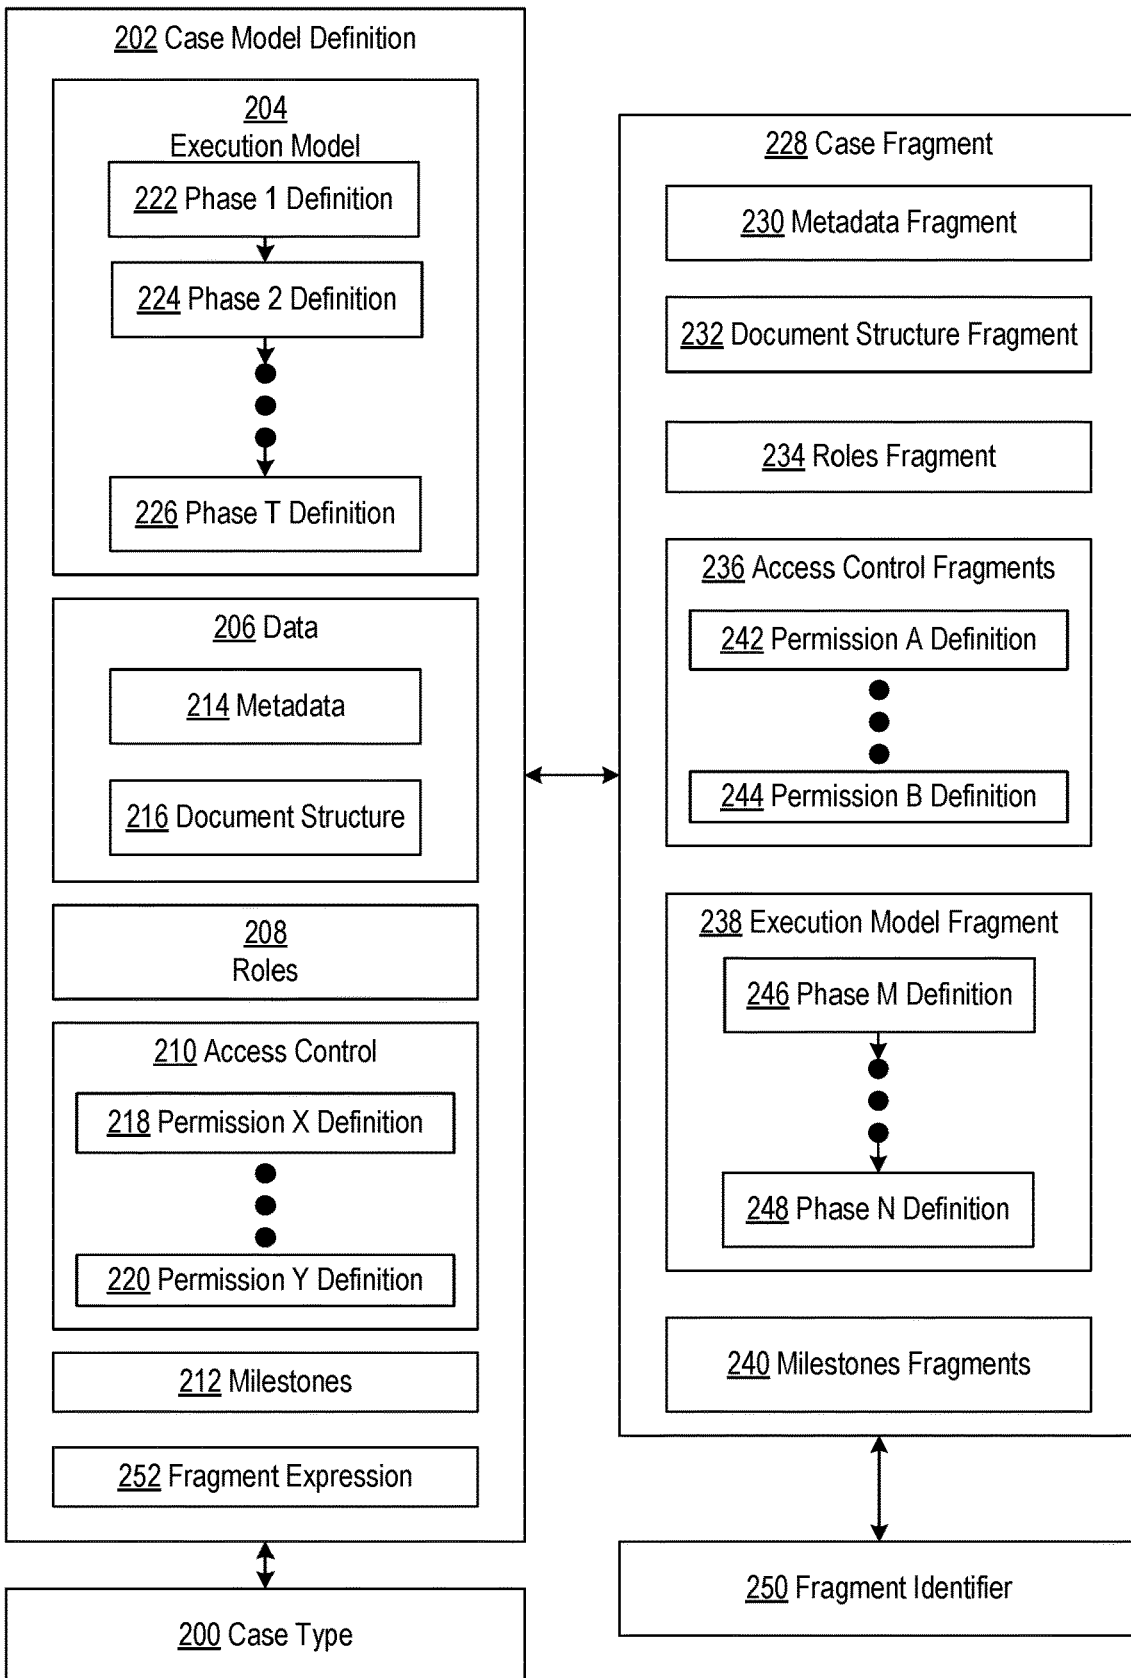 202 Case Model Definition
204
Execution Model
222 Phase 1 Definition
224 Phase 2 Definition
226 Phase T Definition
206 Data
214 Metadata
216 Document Structure
208
Roles
210 Access Control
218 Permission X Definition
220 Permission Y Definition
212 Milestones
252 Fragment Expression
200 Case Type
228 Case Fragment
230 Metadata Fragment
232 Document Structure Fragment
234 Roles Fragment
236 Access Control Fragments
242 Permission A Definition
244 Permission B Definition
238 Execution Model Fragment
246 Phase M Definition
248 Phase N Definition
240 Milestones Fragments
250 Fragment Identifier